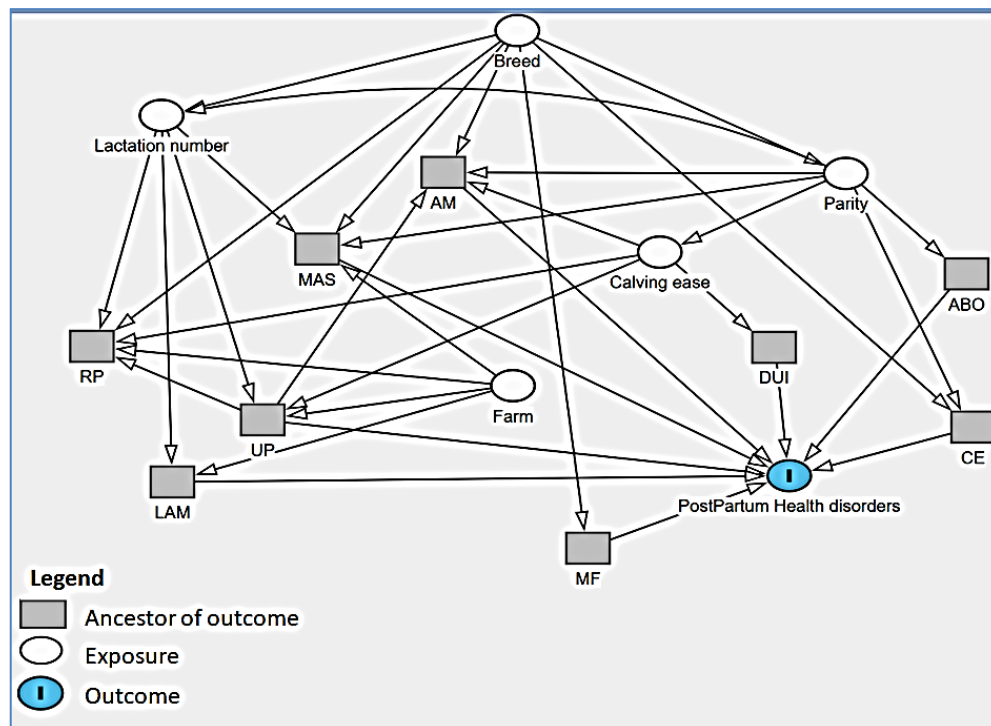 Breed
Lactation number
AM
Parity
MAS
Calving ease
ABO
RP
DUI
Farm
UP
CE
LAM
I
PostPartum Health disorders
MF
Legend
Ancestor of outcome
Exposure
I
Outcome